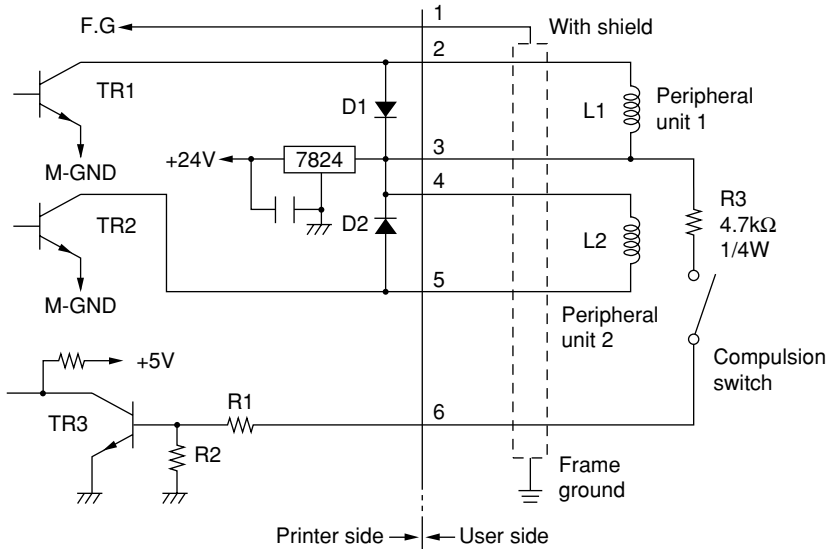 F.G
1
With shield
2
TR1
D1
L1
Peripheral
unit 1
M-GND
+24V
7824
3
4
R3
4.7kΩ
1/4W
TR2
D2
L2
M-GND
5
Peripheral
unit 2
+5V
Compulsion
switch
TR3
R1
6
R2
Frame
ground
Printer side
User side